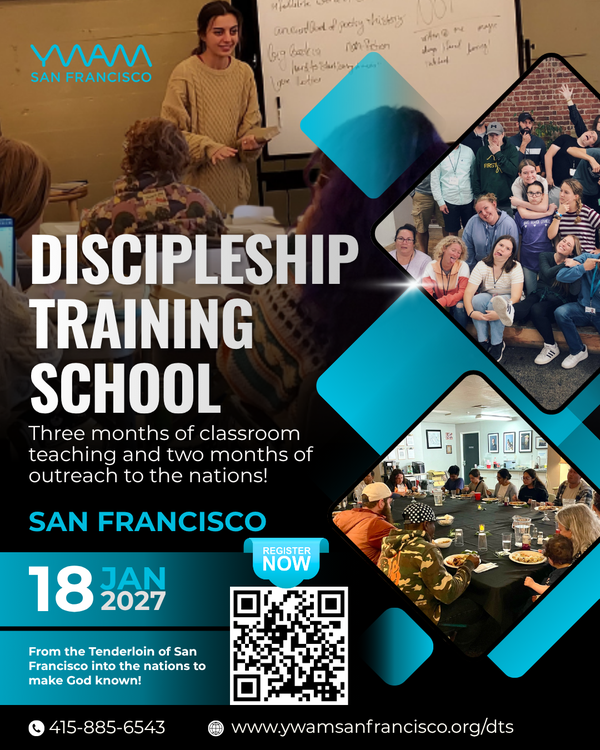 YWAM
SAN FRANCISCO
DISCIPLESHIP
TRAINING
SCHOOL
Three months of classroom
teaching and two months of
outreach to the nations!
SAN FRANCISCO
18 JAN
2027
REGISTER
NOW
From the Tenderloin of San
Francisco into the nations to
make God known!
415-885-6543
www.ywamsanfrancisco.org/dts